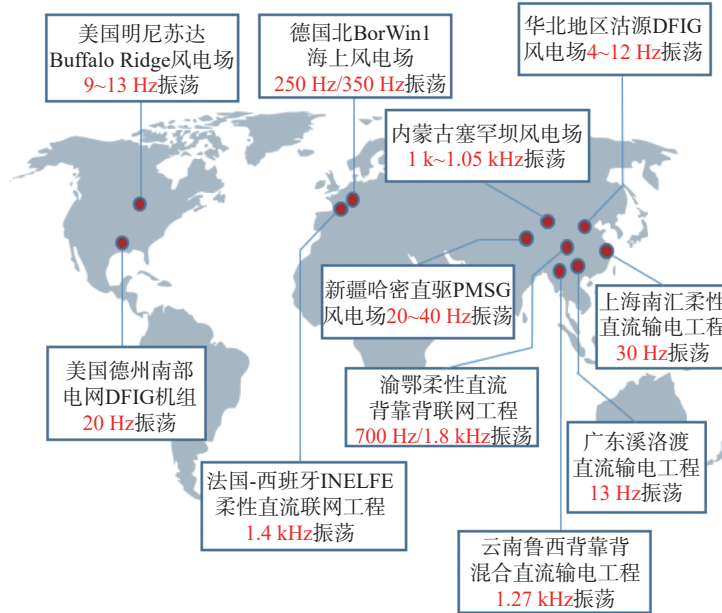 美国明尼苏达
Buffalo Ridge风电场
9~13 Hz振荡
德国北BorWin1
海上风电场
250 Hz/350 Hz振荡
华北地区沽源DFIG
风电场4~12 Hz振荡
内蒙古塞罕坝风电场
1 k~1.05 kHz振荡
新疆哈密直驱PMSG
风电场20~40 Hz振荡
上海南汇柔性
直流输电工程
30 Hz振荡
美国德州南部
电网DFIG机组
20 Hz振荡
渝鄂柔性直流
背靠背联网工程
700 Hz/1.8 kHz振荡
广东溪洛渡
直流输电工程
13 Hz振荡
法国-西班牙INELFE
柔性直流联网工程
1.4 kHz振荡
云南鲁西背靠背
混合直流输电工程
1.27 kHz振荡